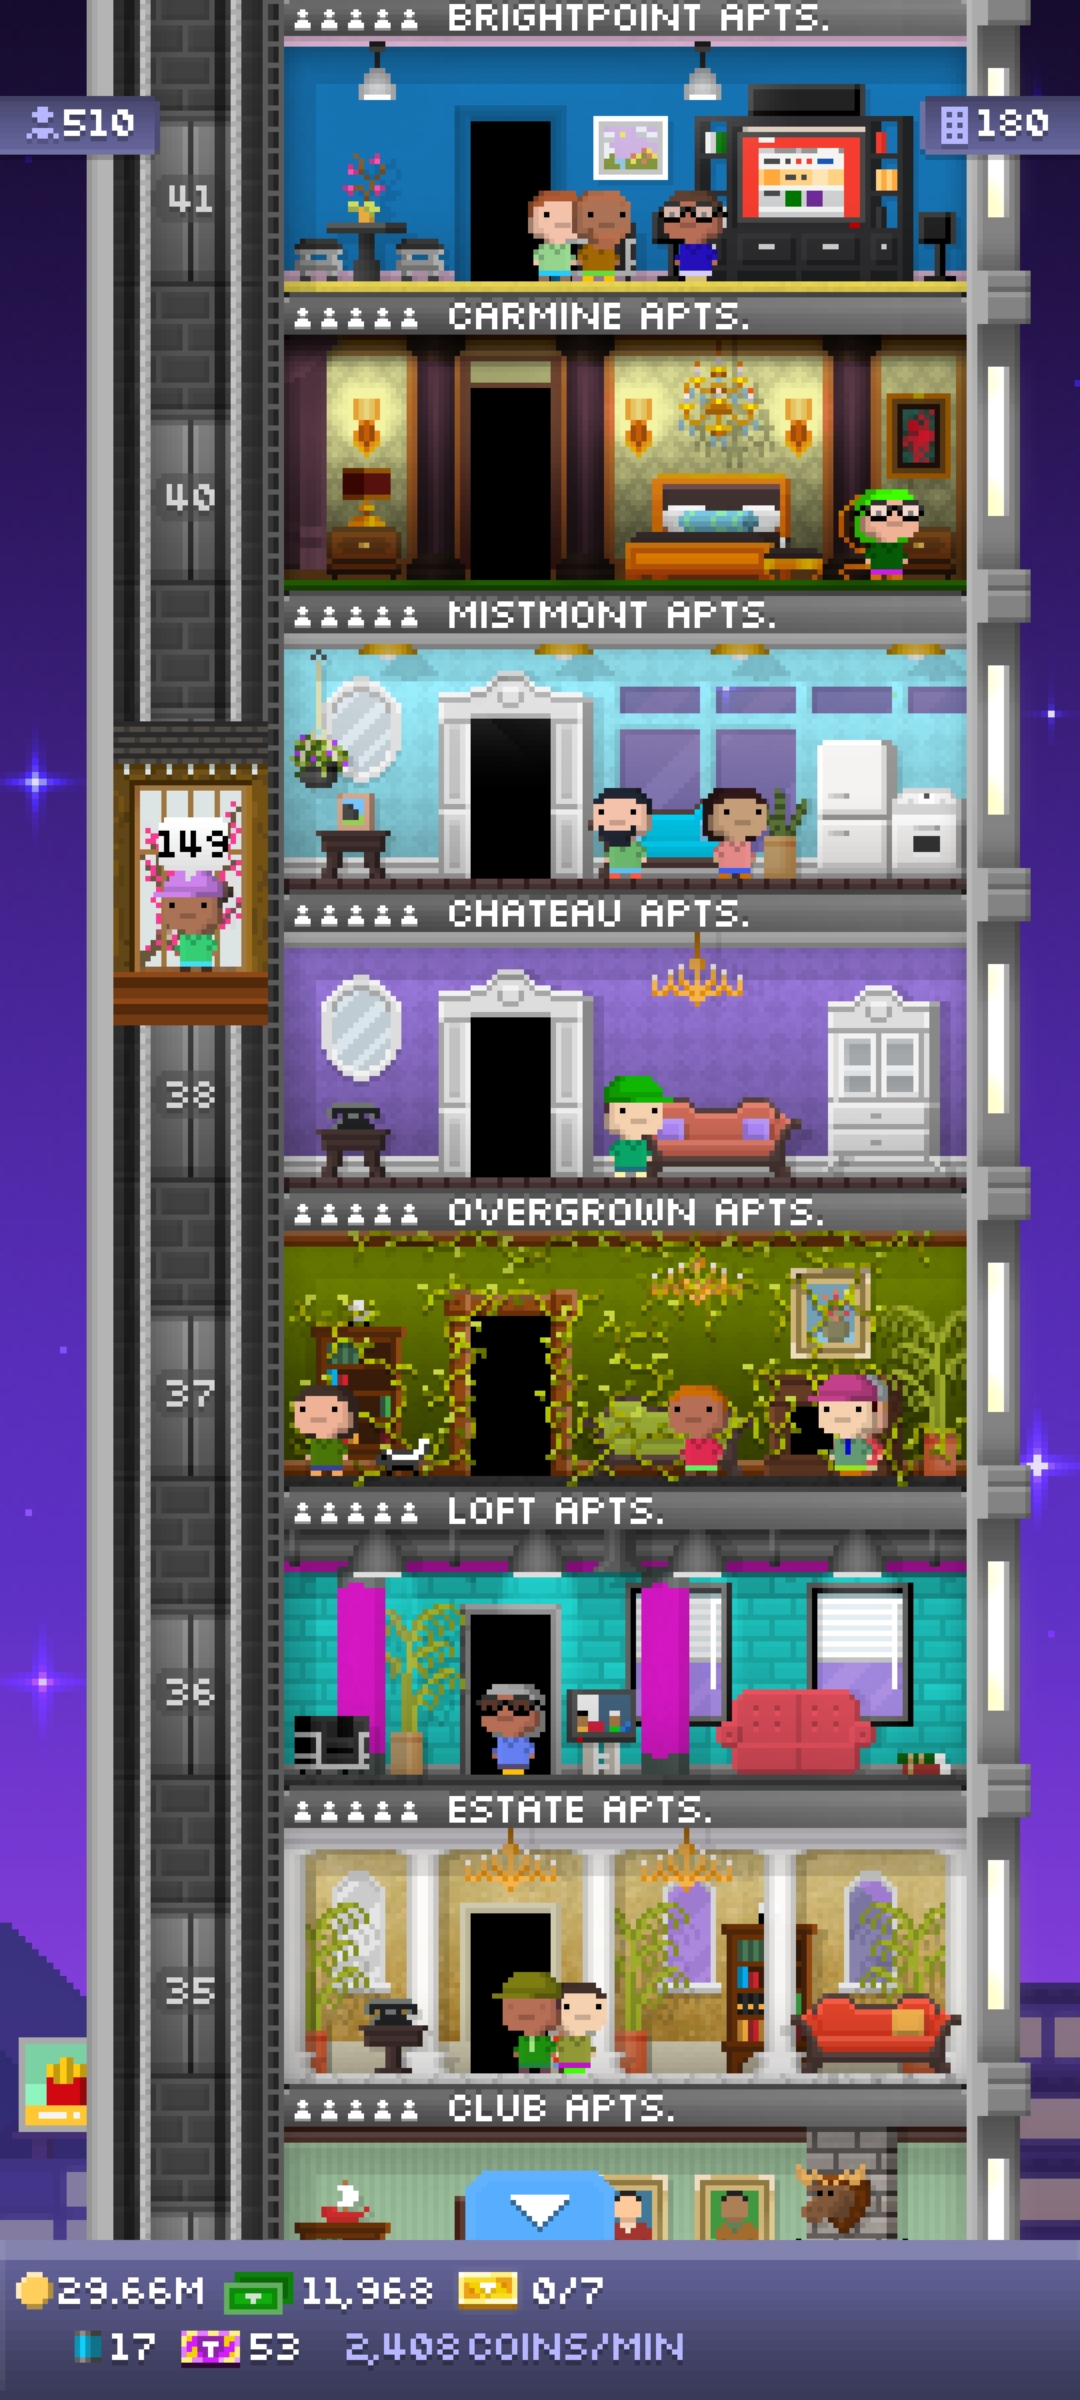 BRIGHTPOINT APTS.
510
180
41
CARMINE APTS.
40
MISTMONT APTS.
149
CHATEAU APTS.
38
OVERGROWN APTS.
37
LOFT APTS.
36
ESTATE APTS.
35
CLUB APTS.
29.66M 11,968 0/7
17 T 53 2,408 COINS/MIN